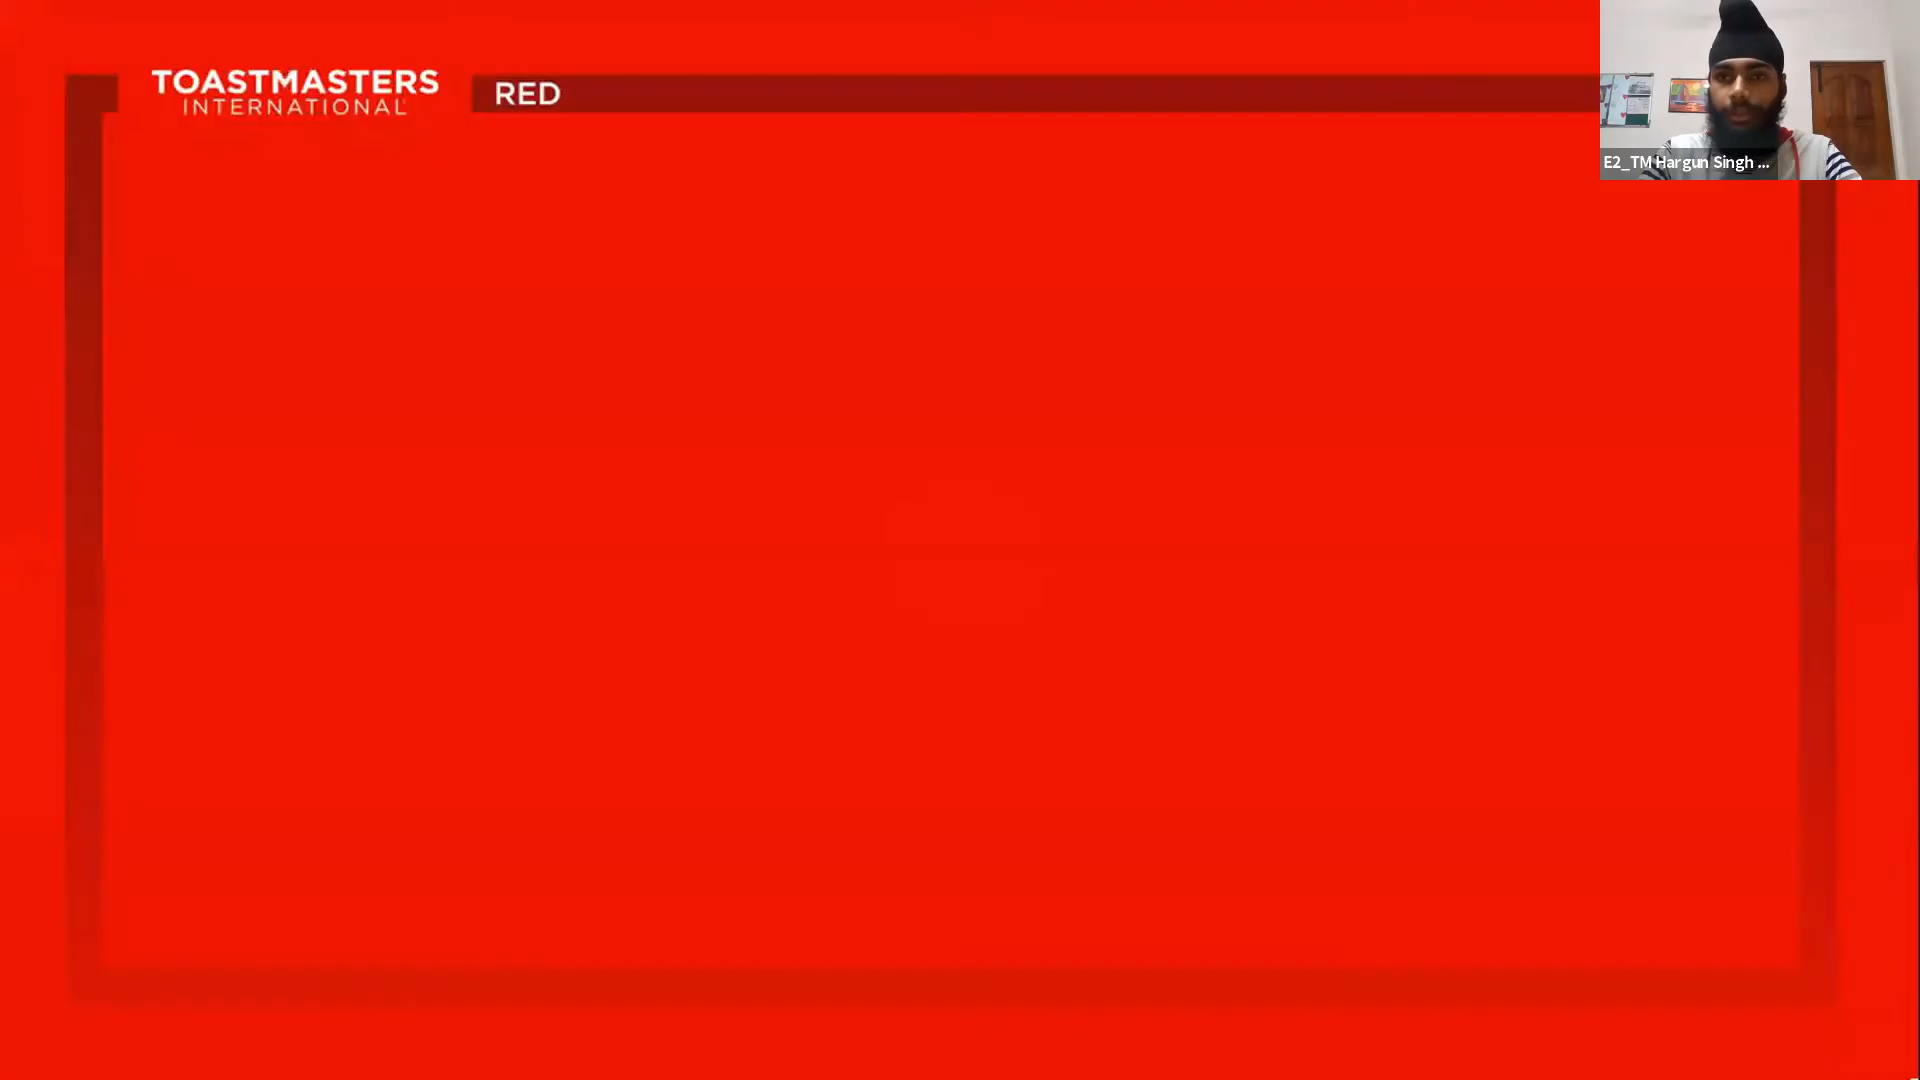 TOASTMASTERS
INTERNATIONAL
RED
E2_TM Hargun Singh ...